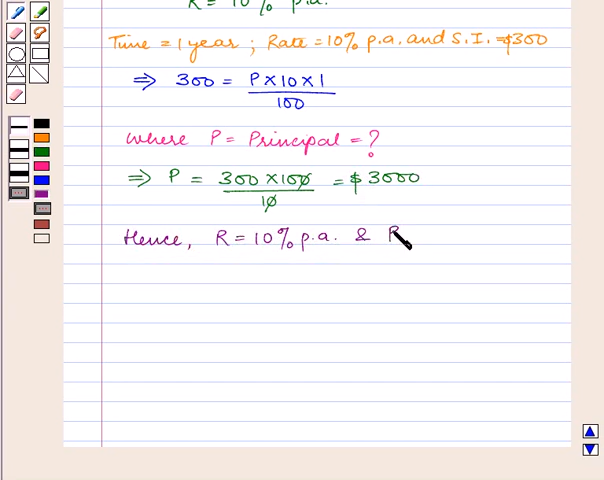 R = 10% p.a.
Time = 1 year ; Rate = 10% p.a. and S.I. = $300
⇒ 300 = P × 10 × 1
100
Where P = Principal = ?
⇒ P = 300 × 100 = $ 3000
10
Hence, R = 10% p.a. & P